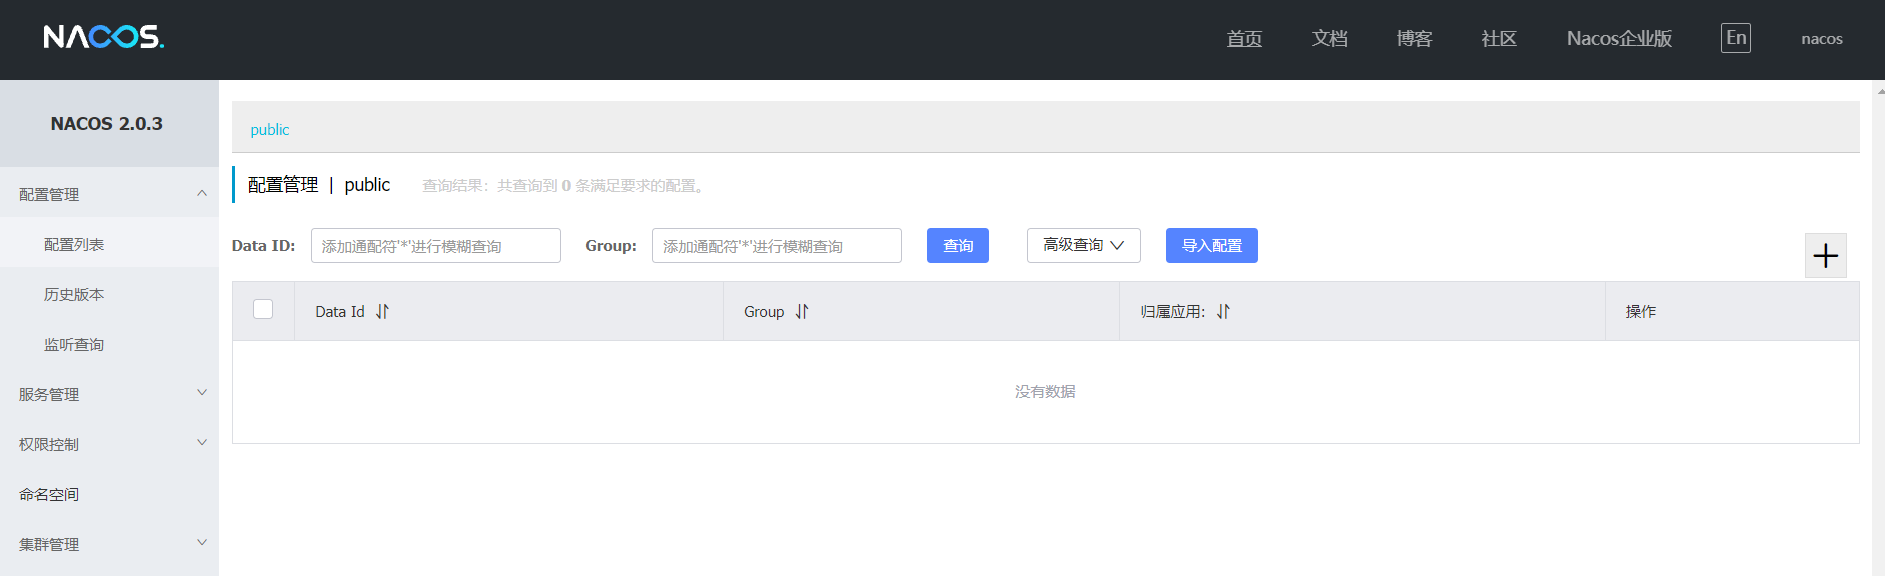 NACOS.
首页 文档 博客 社区 Nacos企业版 En nacos
NACOS 2.0.3
配置管理
配置列表
历史版本
监听查询
服务管理
权限控制
命名空间
集群管理
public
配置管理 | public 查询结果：共查询到 0 条满足要求的配置。
Data ID: 添加通配符'*'进行模糊查询 Group: 添加通配符'*'进行模糊查询 查询 高级查询 导入配置
Data Id Group 归属应用: 操作
没有数据